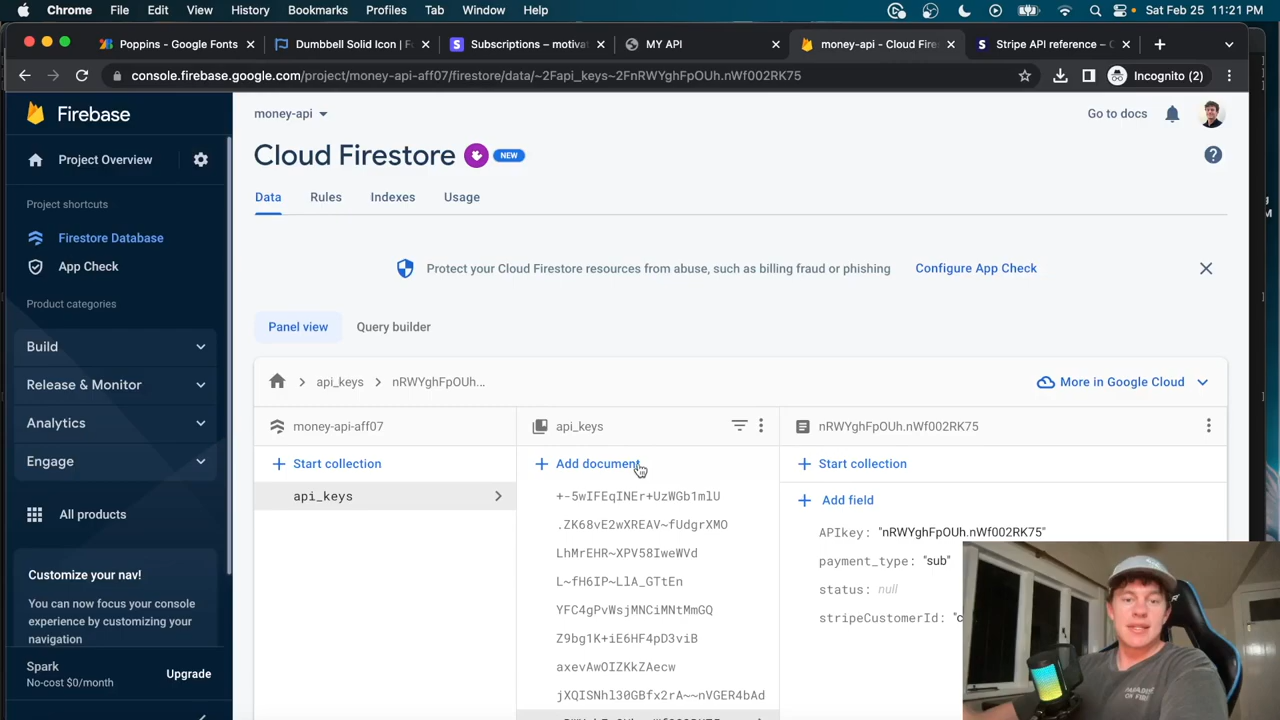 Chrome File Edit View History Bookmarks Profiles Tab Window Help Sat Feb 25 11:21 PM
Poppins - Google Fonts
Dumbbell Solid Icon | F
Subscriptions – motiva
MY API
money-api - Cloud Fire
Stripe API reference – C
console.firebase.google.com/project/money-api-aff07/firestore/data/~2Fapi_keys~2FnRWYghFpOUh.nWf002RK75
Incognito (2)
Firebase
money-api
Go to docs
Cloud Firestore
NEW
Project Overview
Data Rules Indexes Usage
Project shortcuts
Firestore Database
App Check
Protect your Cloud Firestore resources from abuse, such as billing fraud or phishing
Configure App Check
Product categories
Panel view
Query builder
Build
Release & Monitor
Analytics
Engage
All products
api_keys
nRWYghFpOUh...
More in Google Cloud
money-api-aff07
api_keys
nRWYghFpOUh.nWf002RK75
Start collection
Add document
Start collection
api_keys
+-5wIFEqINEr+UzWGb1mlU
.ZK68vE2wXREAV~fUdgrXMO
LhMrEHR~XPV58IweWVd
L~fH6IP~LlA_GTtEn
YFC4gPvWsjMNCiMNtMmGQ
Z9bg1K+iE6HF4pD3viB
axevAwOIZKkZAecw
jXQISNhl30GBfx2rA~~nVGER4bAd
Add field
APIkey: "nRWYghFpOUh.nWf002RK75"
payment_type: "sub"
status: null
stripeCustomerId: "c
Customize your nav!
You can now focus your console
experience by customizing your
navigation
Spark
No-cost $0/month
Upgrade